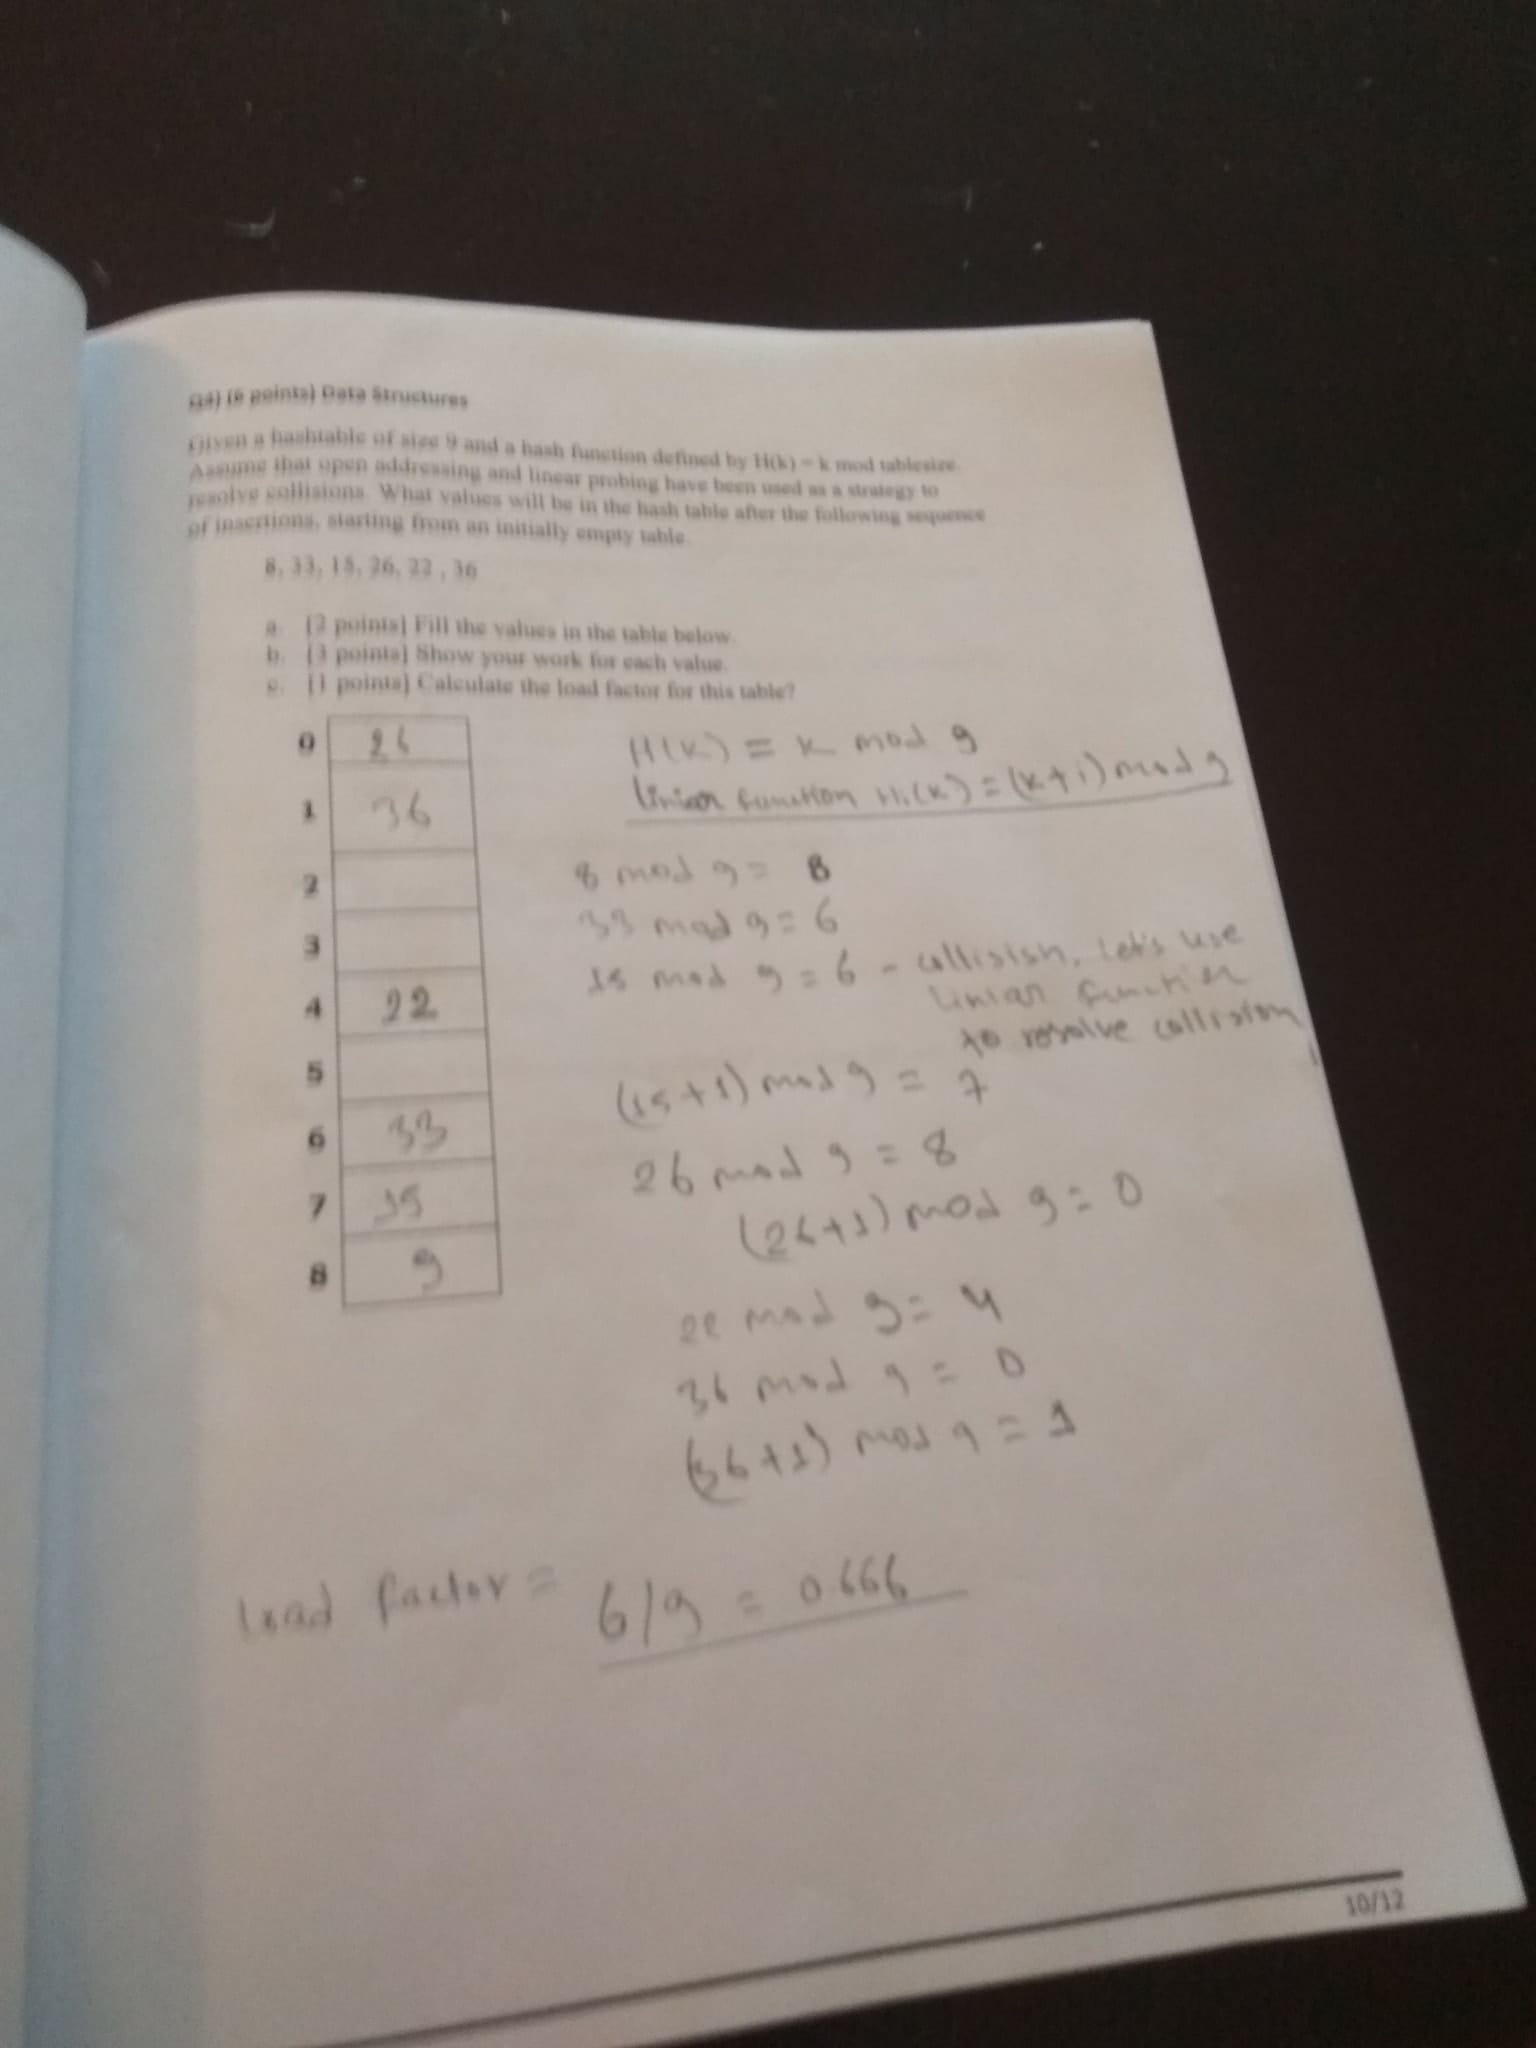 Q4) (6 points) Data Structures
Given a hashtable of size 9 and a hash function defined by H(k) = k mod tablesize.
Assume that open addressing and linear probing have been used as a strategy to
resolve collisions. What values will be in the hash table after the following sequence
of insertions, starting from an initially empty table.
8, 33, 15, 26, 22 , 36
a. [2 points] Fill the values in the table below.
b. [3 points] Show your work for each value.
c. [1 points] Calculate the load factor for this table?
0 26
1 36
2
3
4 22
5
6 33
7 15
8 9
H(k) = k mod 9
linian function Hi(k) = (k+i) mod 9
8 mod 9 = 8
33 mod 9 = 6
15 mod 9 = 6 - collision, let's use
linian function
to resolve collision
(15+1) mod 9 = 7
26 mod 9 = 8
(26+1) mod 9 = 0
22 mod 9 = 4
36 mod 9 = 0
(36+1) mod 9 = 1
load factor = 6/9 = 0.666
10/12